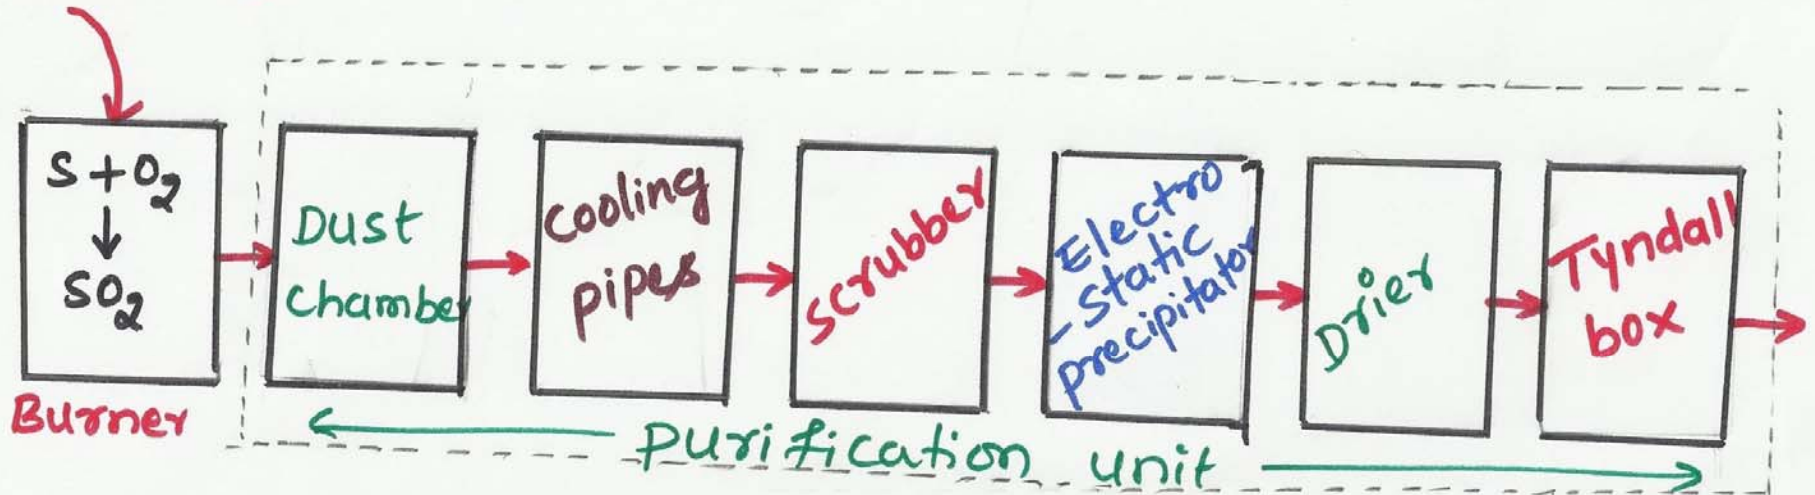 S + O₂
↓
SO₂
Burner
Dust
Chamber
Cooling
pipes
Scrubber
Electro
-static
precipitator
Drier
Tyndall
box
purification unit